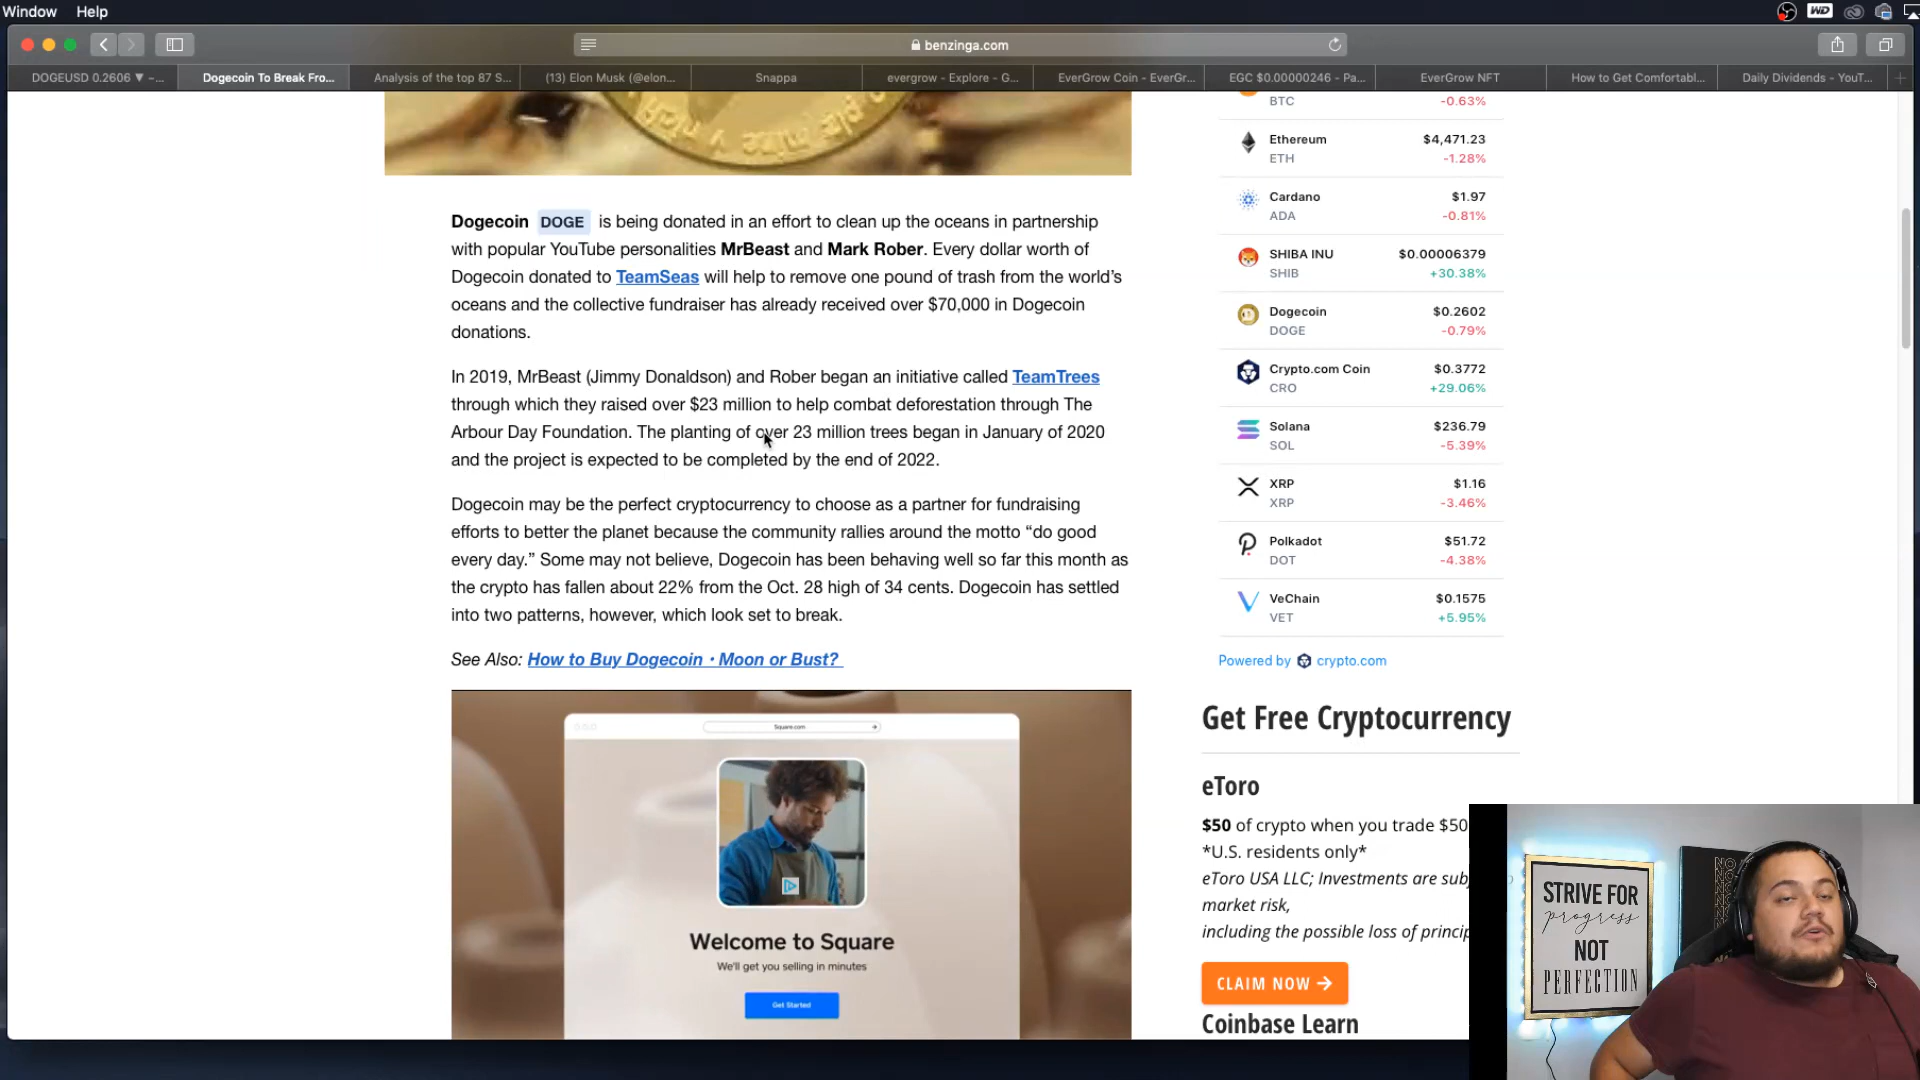 Window Help
benzinga.com
DOGEUSD 0.2606 ▼ –...
Dogecoin To Break Fro...
Analysis of the top 87 S...
(13) Elon Musk (@elon...
Snappa
evergrow - Explore - G...
EverGrow Coin - EverGr...
EGC $0.00000246 - Pa...
EverGrow NFT
How to Get Comfortabl...
Daily Dividends - YouT...
Dogecoin DOGE is being donated in an effort to clean up the oceans in partnership
with popular YouTube personalities MrBeast and Mark Rober. Every dollar worth of
Dogecoin donated to TeamSeas will help to remove one pound of trash from the world's
oceans and the collective fundraiser has already received over $70,000 in Dogecoin
donations.
In 2019, MrBeast (Jimmy Donaldson) and Rober began an initiative called TeamTrees
through which they raised over $23 million to help combat deforestation through The
Arbour Day Foundation. The planting of over 23 million trees began in January of 2020
and the project is expected to be completed by the end of 2022.
Dogecoin may be the perfect cryptocurrency to choose as a partner for fundraising
efforts to better the planet because the community rallies around the motto “do good
every day.” Some may not believe, Dogecoin has been behaving well so far this month as
the crypto has fallen about 22% from the Oct. 28 high of 34 cents. Dogecoin has settled
into two patterns, however, which look set to break.
See Also: How to Buy Dogecoin • Moon or Bust?
Square.com
Welcome to Square
We'll get you selling in minutes
Get Started
BTC -0.63%
Ethereum $4,471.23
ETH -1.28%
Cardano $1.97
ADA -0.81%
SHIBA INU $0.00006379
SHIB +30.38%
Dogecoin $0.2602
DOGE -0.79%
Crypto.com Coin $0.3772
CRO +29.06%
Solana $236.79
SOL -5.39%
XRP $1.16
XRP -3.46%
Polkadot $51.72
DOT -4.38%
VeChain $0.1575
VET +5.95%
Powered by crypto.com
Get Free Cryptocurrency
eToro
$50 of crypto when you trade $50
*U.S. residents only*
eToro USA LLC; Investments are
market risk,
including the possible loss of
CLAIM NOW →
Coinbase Learn
STRIVE FOR
progress
NOT
PERFECTION
WD